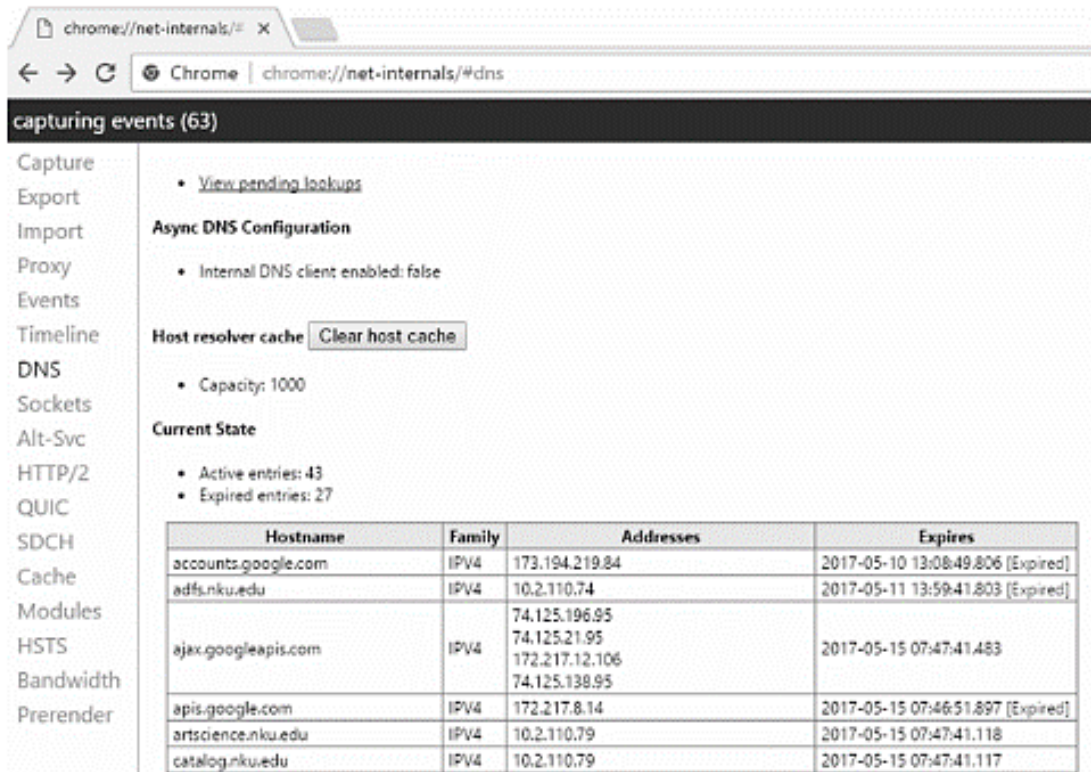 chrome://net-internals/#
Chrome | chrome://net-internals/#dns
capturing events (63)
Capture
Export
Import
Proxy
Events
Timeline
DNS
Sockets
Alt-Svc
HTTP/2
QUIC
SDCH
Cache
Modules
HSTS
Bandwidth
Prerender
View pending lookups
Async DNS Configuration
Internal DNS client enabled: false
Host resolver cache Clear host cache
Capacity: 1000
Current State
Active entries: 43
Expired entries: 27
Hostname Family Addresses Expires
accounts.google.com IPV4 173.194.219.84 2017-05-10 13:08:49.806 [Expired]
adfs.nku.edu IPV4 10.2.110.74 2017-05-11 13:59:41.803 [Expired]
ajax.googleapis.com IPV4 74.125.196.95
74.125.21.95
172.217.12.106
74.125.138.95 2017-05-15 07:47:41.483
apis.google.com IPV4 172.217.8.14 2017-05-15 07:46:51.897 [Expired]
artscience.nku.edu IPV4 10.2.110.79 2017-05-15 07:47:41.118
catalog.nku.edu IPV4 10.2.110.79 2017-05-15 07:47:41.117